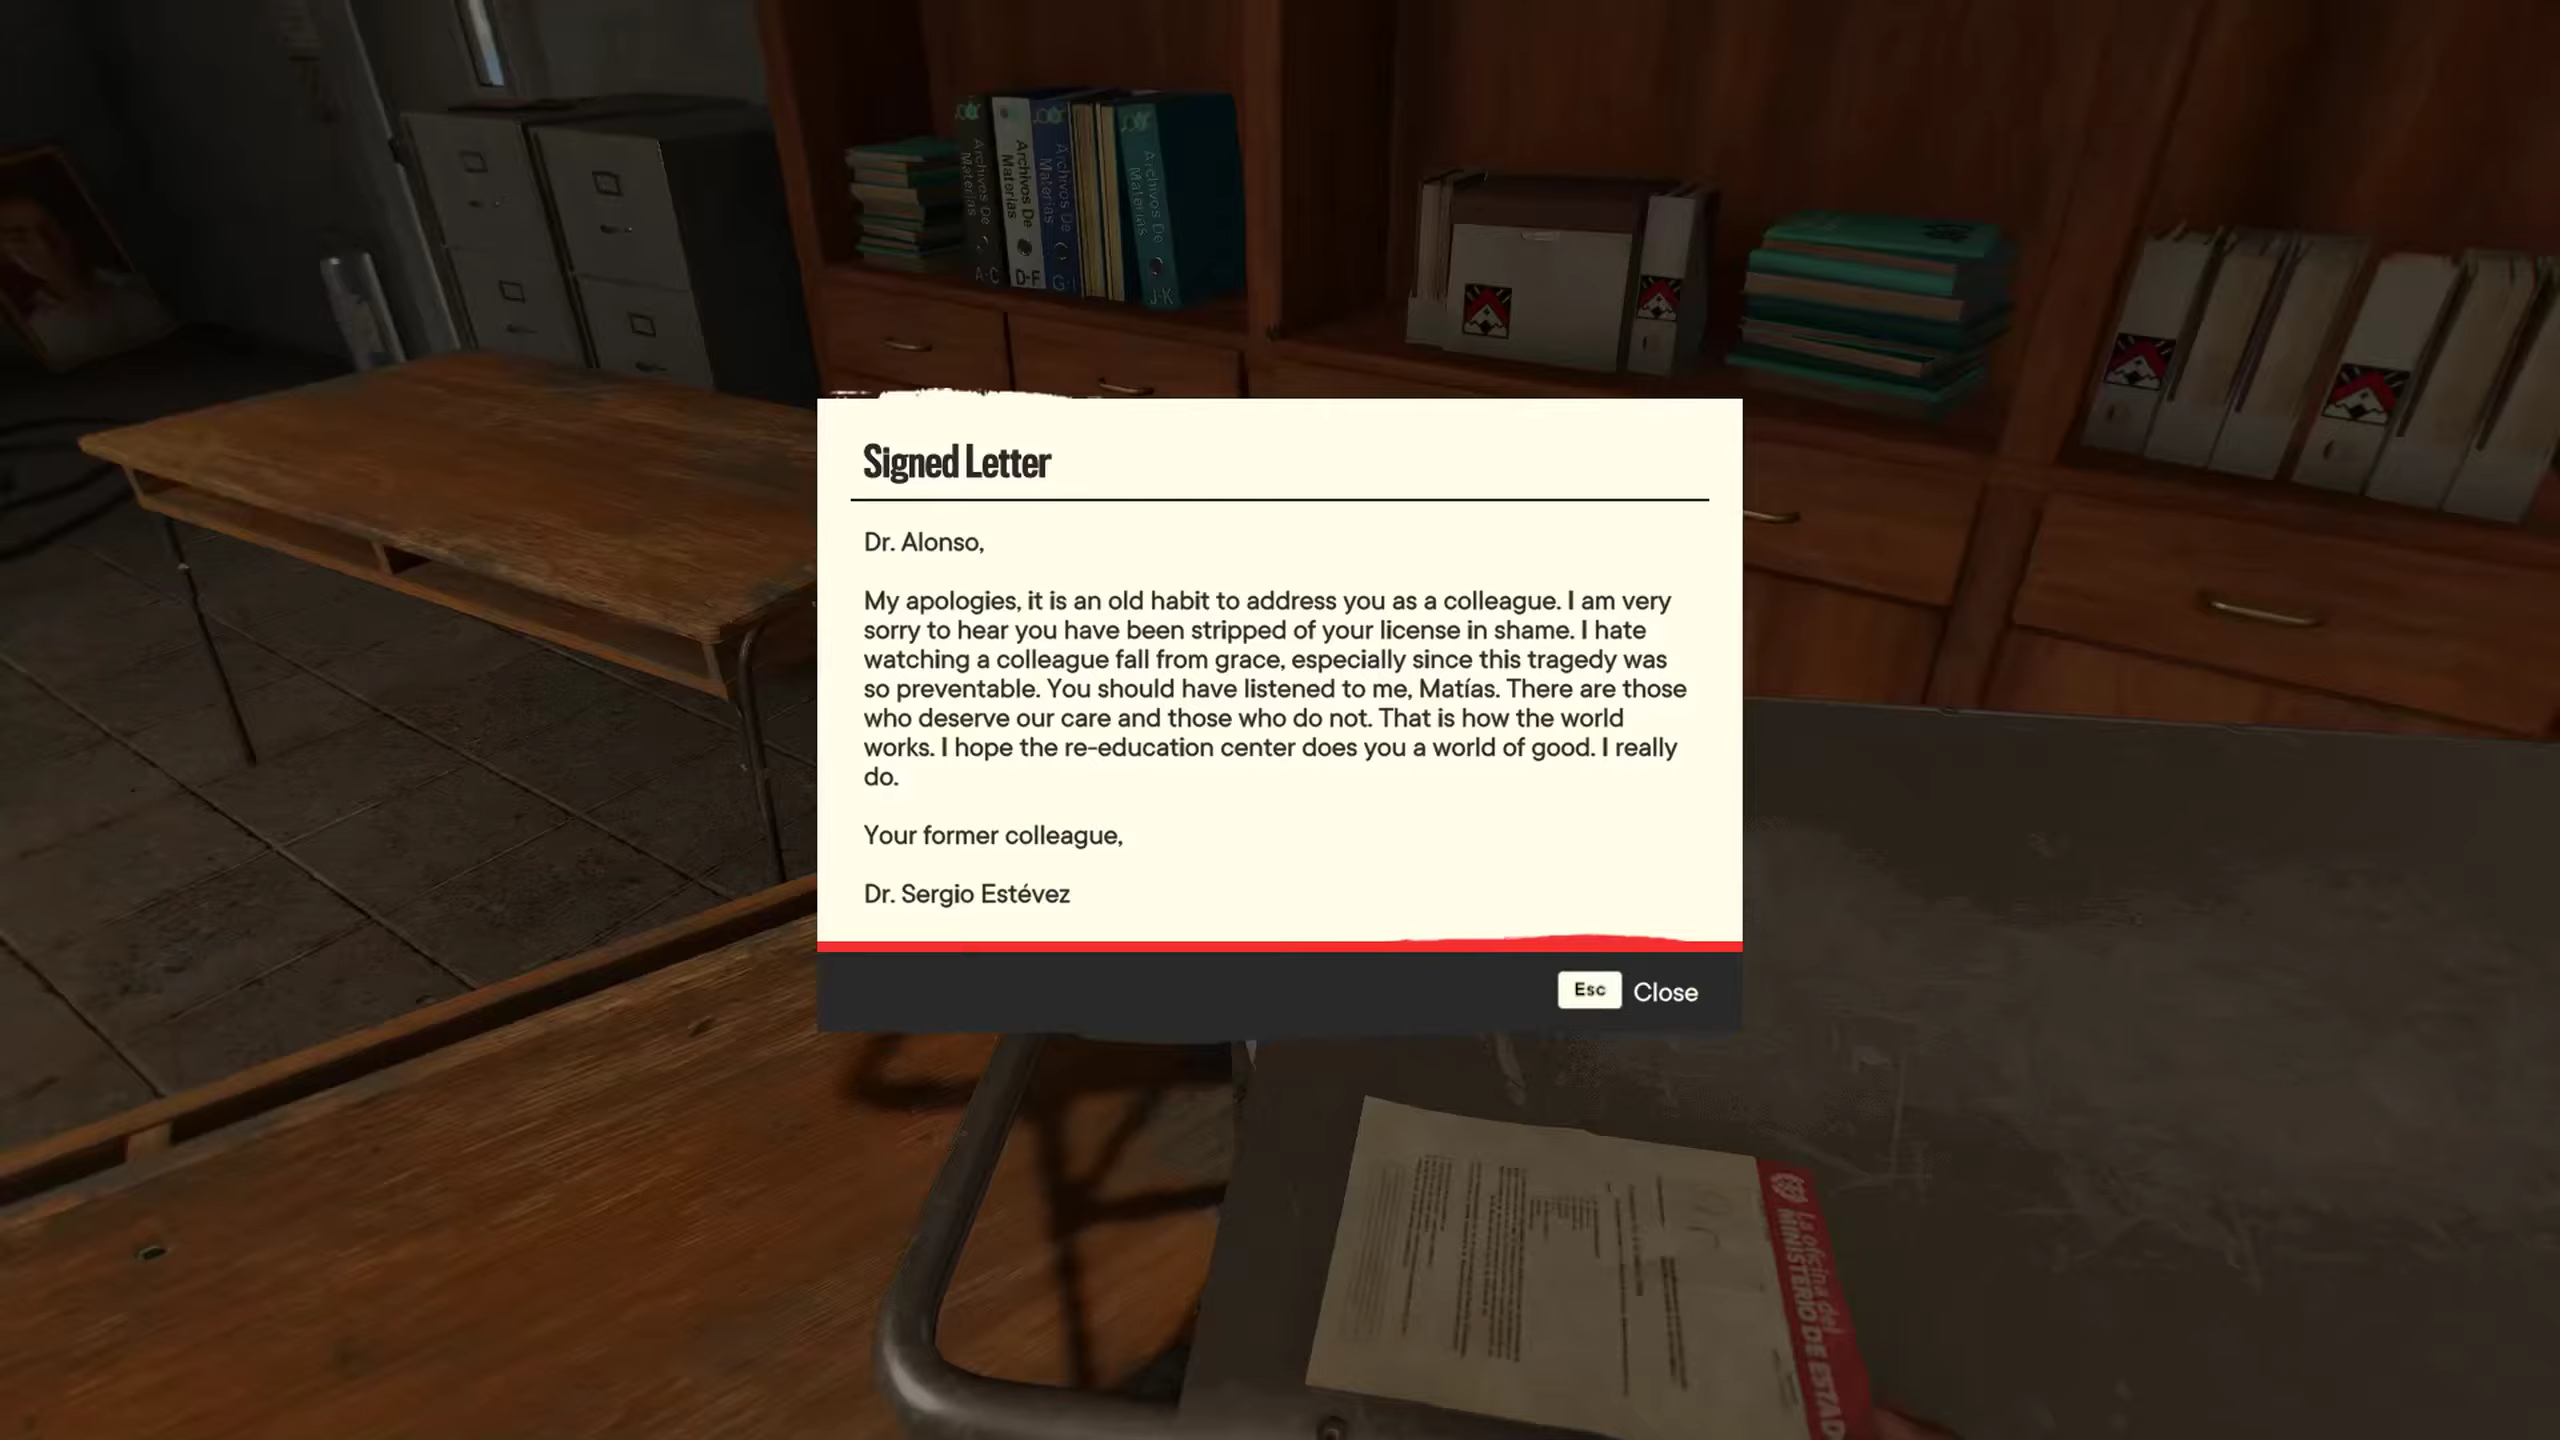 Archivos De
Materias
A-C
Archivos De
Materias
D-F
Archivos De
Materias
Archivos De
Materias
J-K
Signed Letter
Dr. Alonso,
My apologies, it is an old habit to address you as a colleague. I am very
sorry to hear you have been stripped of your license in shame. I hate
watching a colleague fall from grace, especially since this tragedy was
so preventable. You should have listened to me, Matías. There are those
who deserve our care and those who do not. That is how the world
works. I hope the re-education center does you a world of good. I really
do.
Your former colleague,
Dr. Sergio Estévez
Esc Close
La oficina del
MINISTERIO DE ESTAD